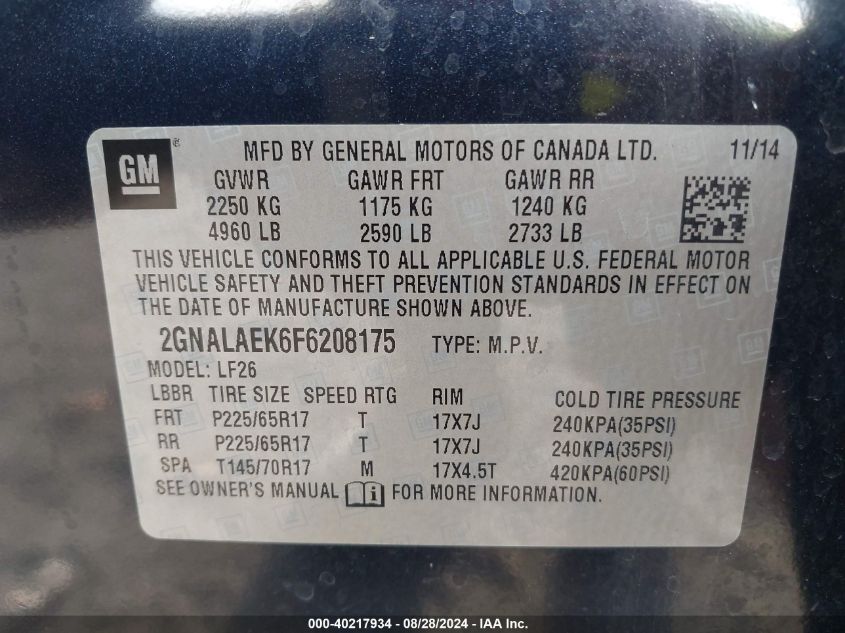 GM
MFD BY GENERAL MOTORS OF CANADA LTD. 11/14
GVWR GAWR FRT GAWR RR
2250 KG 1175 KG 1240 KG
4960 LB 2590 LB 2733 LB
THIS VEHICLE CONFORMS TO ALL APPLICABLE U.S. FEDERAL MOTOR
VEHICLE SAFETY AND THEFT PREVENTION STANDARDS IN EFFECT ON
THE DATE OF MANUFACTURE SHOWN ABOVE.
2GNALAEK6F6208175 TYPE: M.P.V.
MODEL: LF26
LBBR TIRE SIZE SPEED RTG RIM COLD TIRE PRESSURE
FRT P225/65R17 T 17X7J 240KPA(35PSI)
RR P225/65R17 T 17X7J 240KPA(35PSI)
SPA T145/70R17 M 17X4.5T 420KPA(60PSI)
SEE OWNER'S MANUAL FOR MORE INFORMATION.
000-40217934 - 08/28/2024 - IAA Inc.